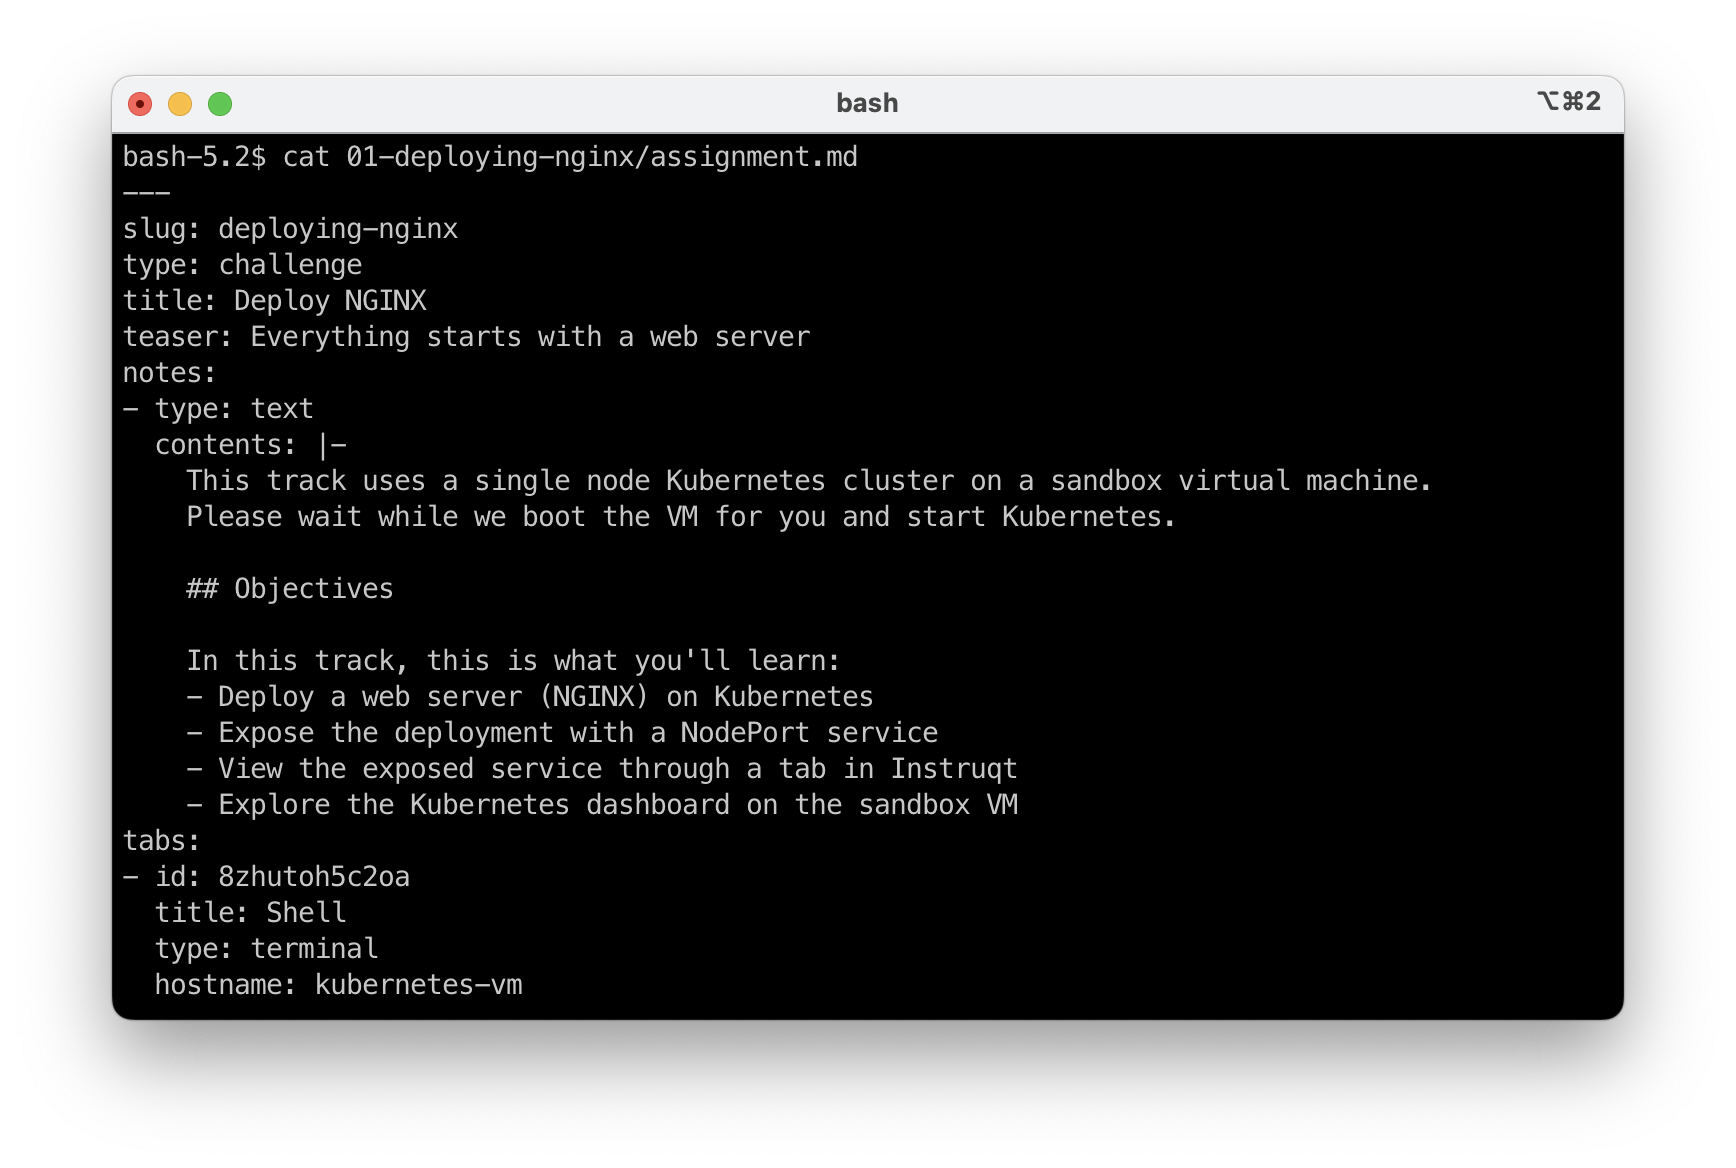 bash
⌥⌘2
bash-5.2$ cat 01-deploying-nginx/assignment.md
---
slug: deploying-nginx
type: challenge
title: Deploy NGINX
teaser: Everything starts with a web server
notes:
- type: text
  contents: |-
    This track uses a single node Kubernetes cluster on a sandbox virtual machine.
    Please wait while we boot the VM for you and start Kubernetes.

    ## Objectives

    In this track, this is what you'll learn:
    - Deploy a web server (NGINX) on Kubernetes
    - Expose the deployment with a NodePort service
    - View the exposed service through a tab in Instruqt
    - Explore the Kubernetes dashboard on the sandbox VM
tabs:
- id: 8zhutoh5c2oa
  title: Shell
  type: terminal
  hostname: kubernetes-vm